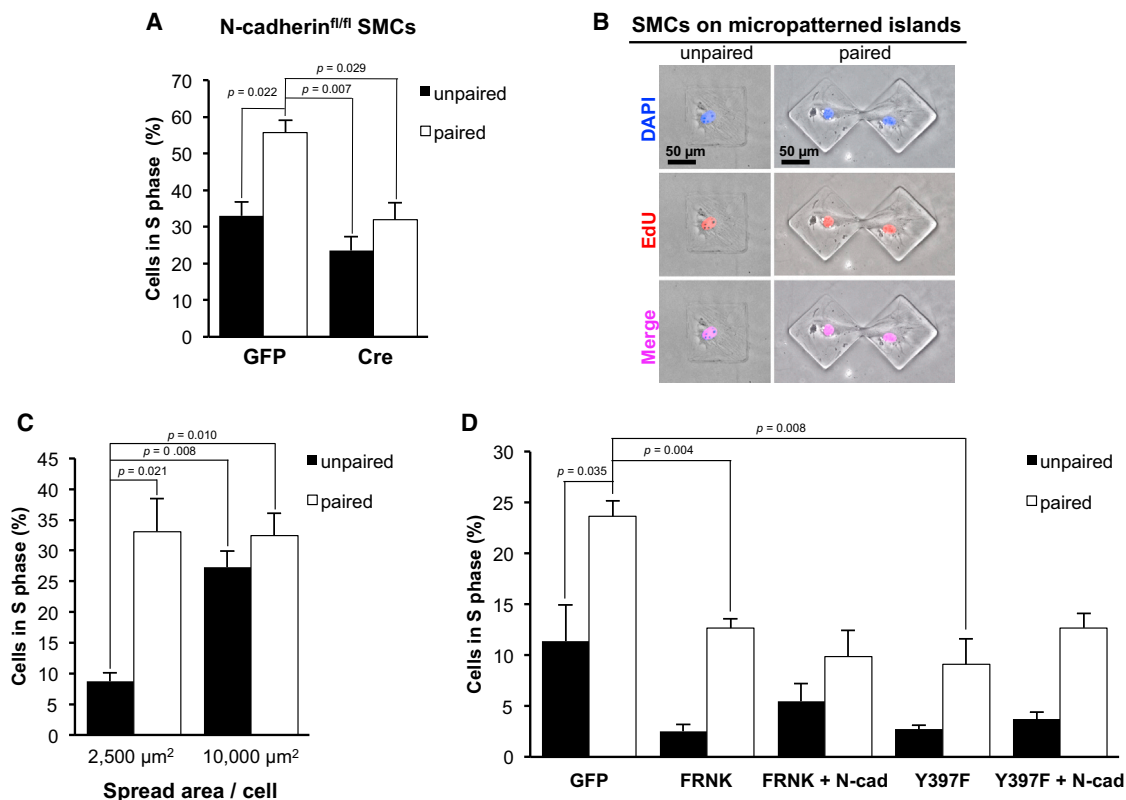 A
N-cadherin^fl/fl SMCs
p = 0.029
p = 0.022
p = 0.007
unpaired
paired
Cells in S phase (%)
70
60
50
40
30
20
10
0
GFP
Cre
B
SMCs on micropatterned islands
unpaired
paired
DAPI
50 µm
50 µm
EdU
Merge
C
p = 0.010
p = 0 .008
p = 0.021
unpaired
paired
Cells in S phase (%)
45
40
35
30
25
20
15
10
5
0
2,500 µm²
10,000 µm²
Spread area / cell
D
p = 0.008
p = 0.004
p = 0.035
unpaired
paired
Cells in S phase (%)
30
25
20
15
10
5
0
GFP
FRNK
FRNK + N-cad
Y397F
Y397F + N-cad